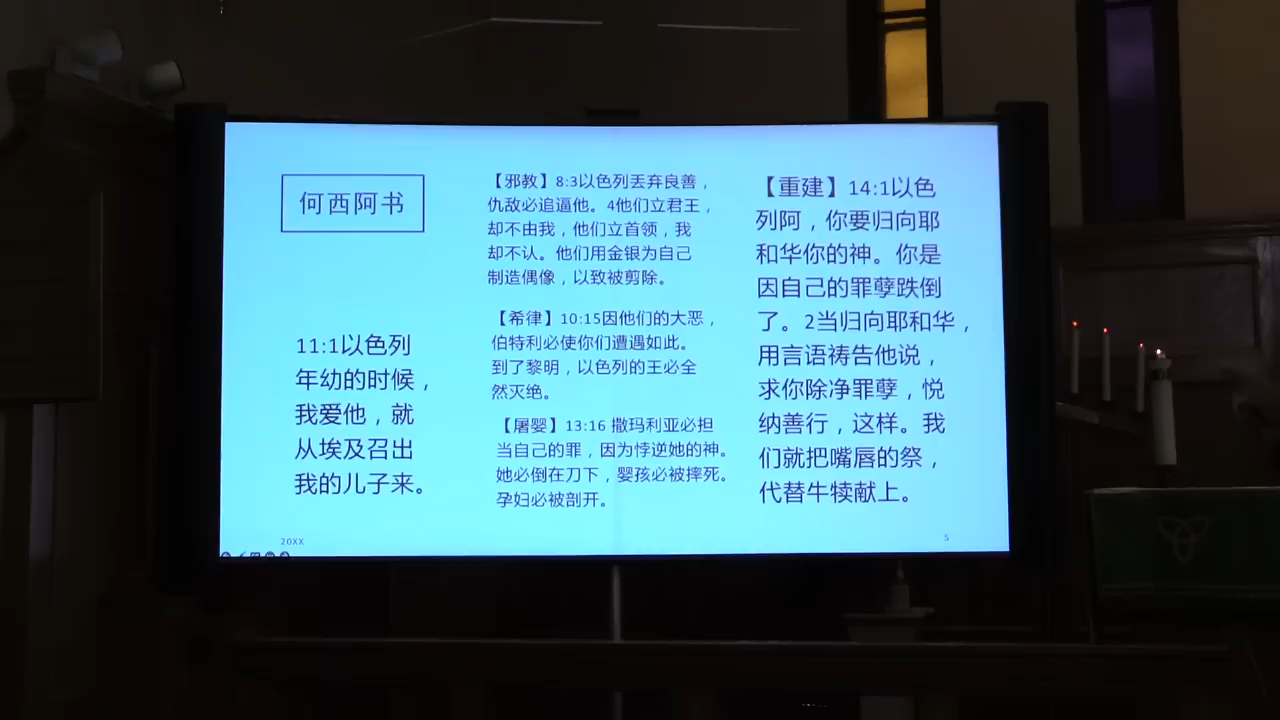 何西阿书
11:1以色列
年幼的时候，
我爱他，就
从埃及召出
我的儿子来。
【邪教】8:3以色列丢弃良善，
仇敌必追逼他。4他们立君王，
却不由我，他们立首领，我
却不认。他们用金银为自己
制造偶像，以致被剪除。
【希律】10:15因他们的大恶，
伯特利必使你们遭遇如此。
到了黎明，以色列的王必全
然灭绝。
【屠婴】13:16 撒玛利亚必担
当自己的罪，因为悖逆她的神。
她必倒在刀下，婴孩必被摔死。
孕妇必被剖开。
【重建】14:1以色
列阿，你要归向耶
和华你的神。你是
因自己的罪孽跌倒
了。2当归向耶和华，
用言语祷告他说，
求你除净罪孽，悦
纳善行，这样。我
们就把嘴唇的祭，
代替牛犊献上。
20XX
5